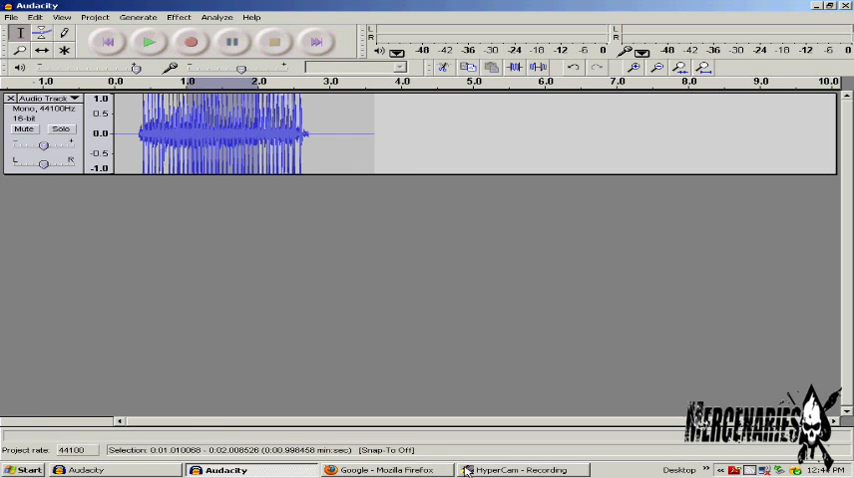 Audacity
File Edit View Project Generate Effect Analyze Help
L
R
-48 -42 -36 -30 -24 -18 -12 -6 0
L
R
-48 -42 -36 -30 -24 -18 -12 -6 0
1.0 0.0 1.0 2.0 3.0 4.0 5.0 6.0 7.0 8.0 9.0 10.0
Audio Track
Mono, 44100Hz
16-bit
Mute Solo
L R
1.0
0.5
0.0
-0.5
-1.0
MERCENARIES
Project rate: 44100 Selection: 0:01.010068 - 0:02.008526 (0:00.998458 min:sec) [Snap-To Off]
Start Audacity Audacity Google - Mozilla Firefox HyperCam - Recording Desktop